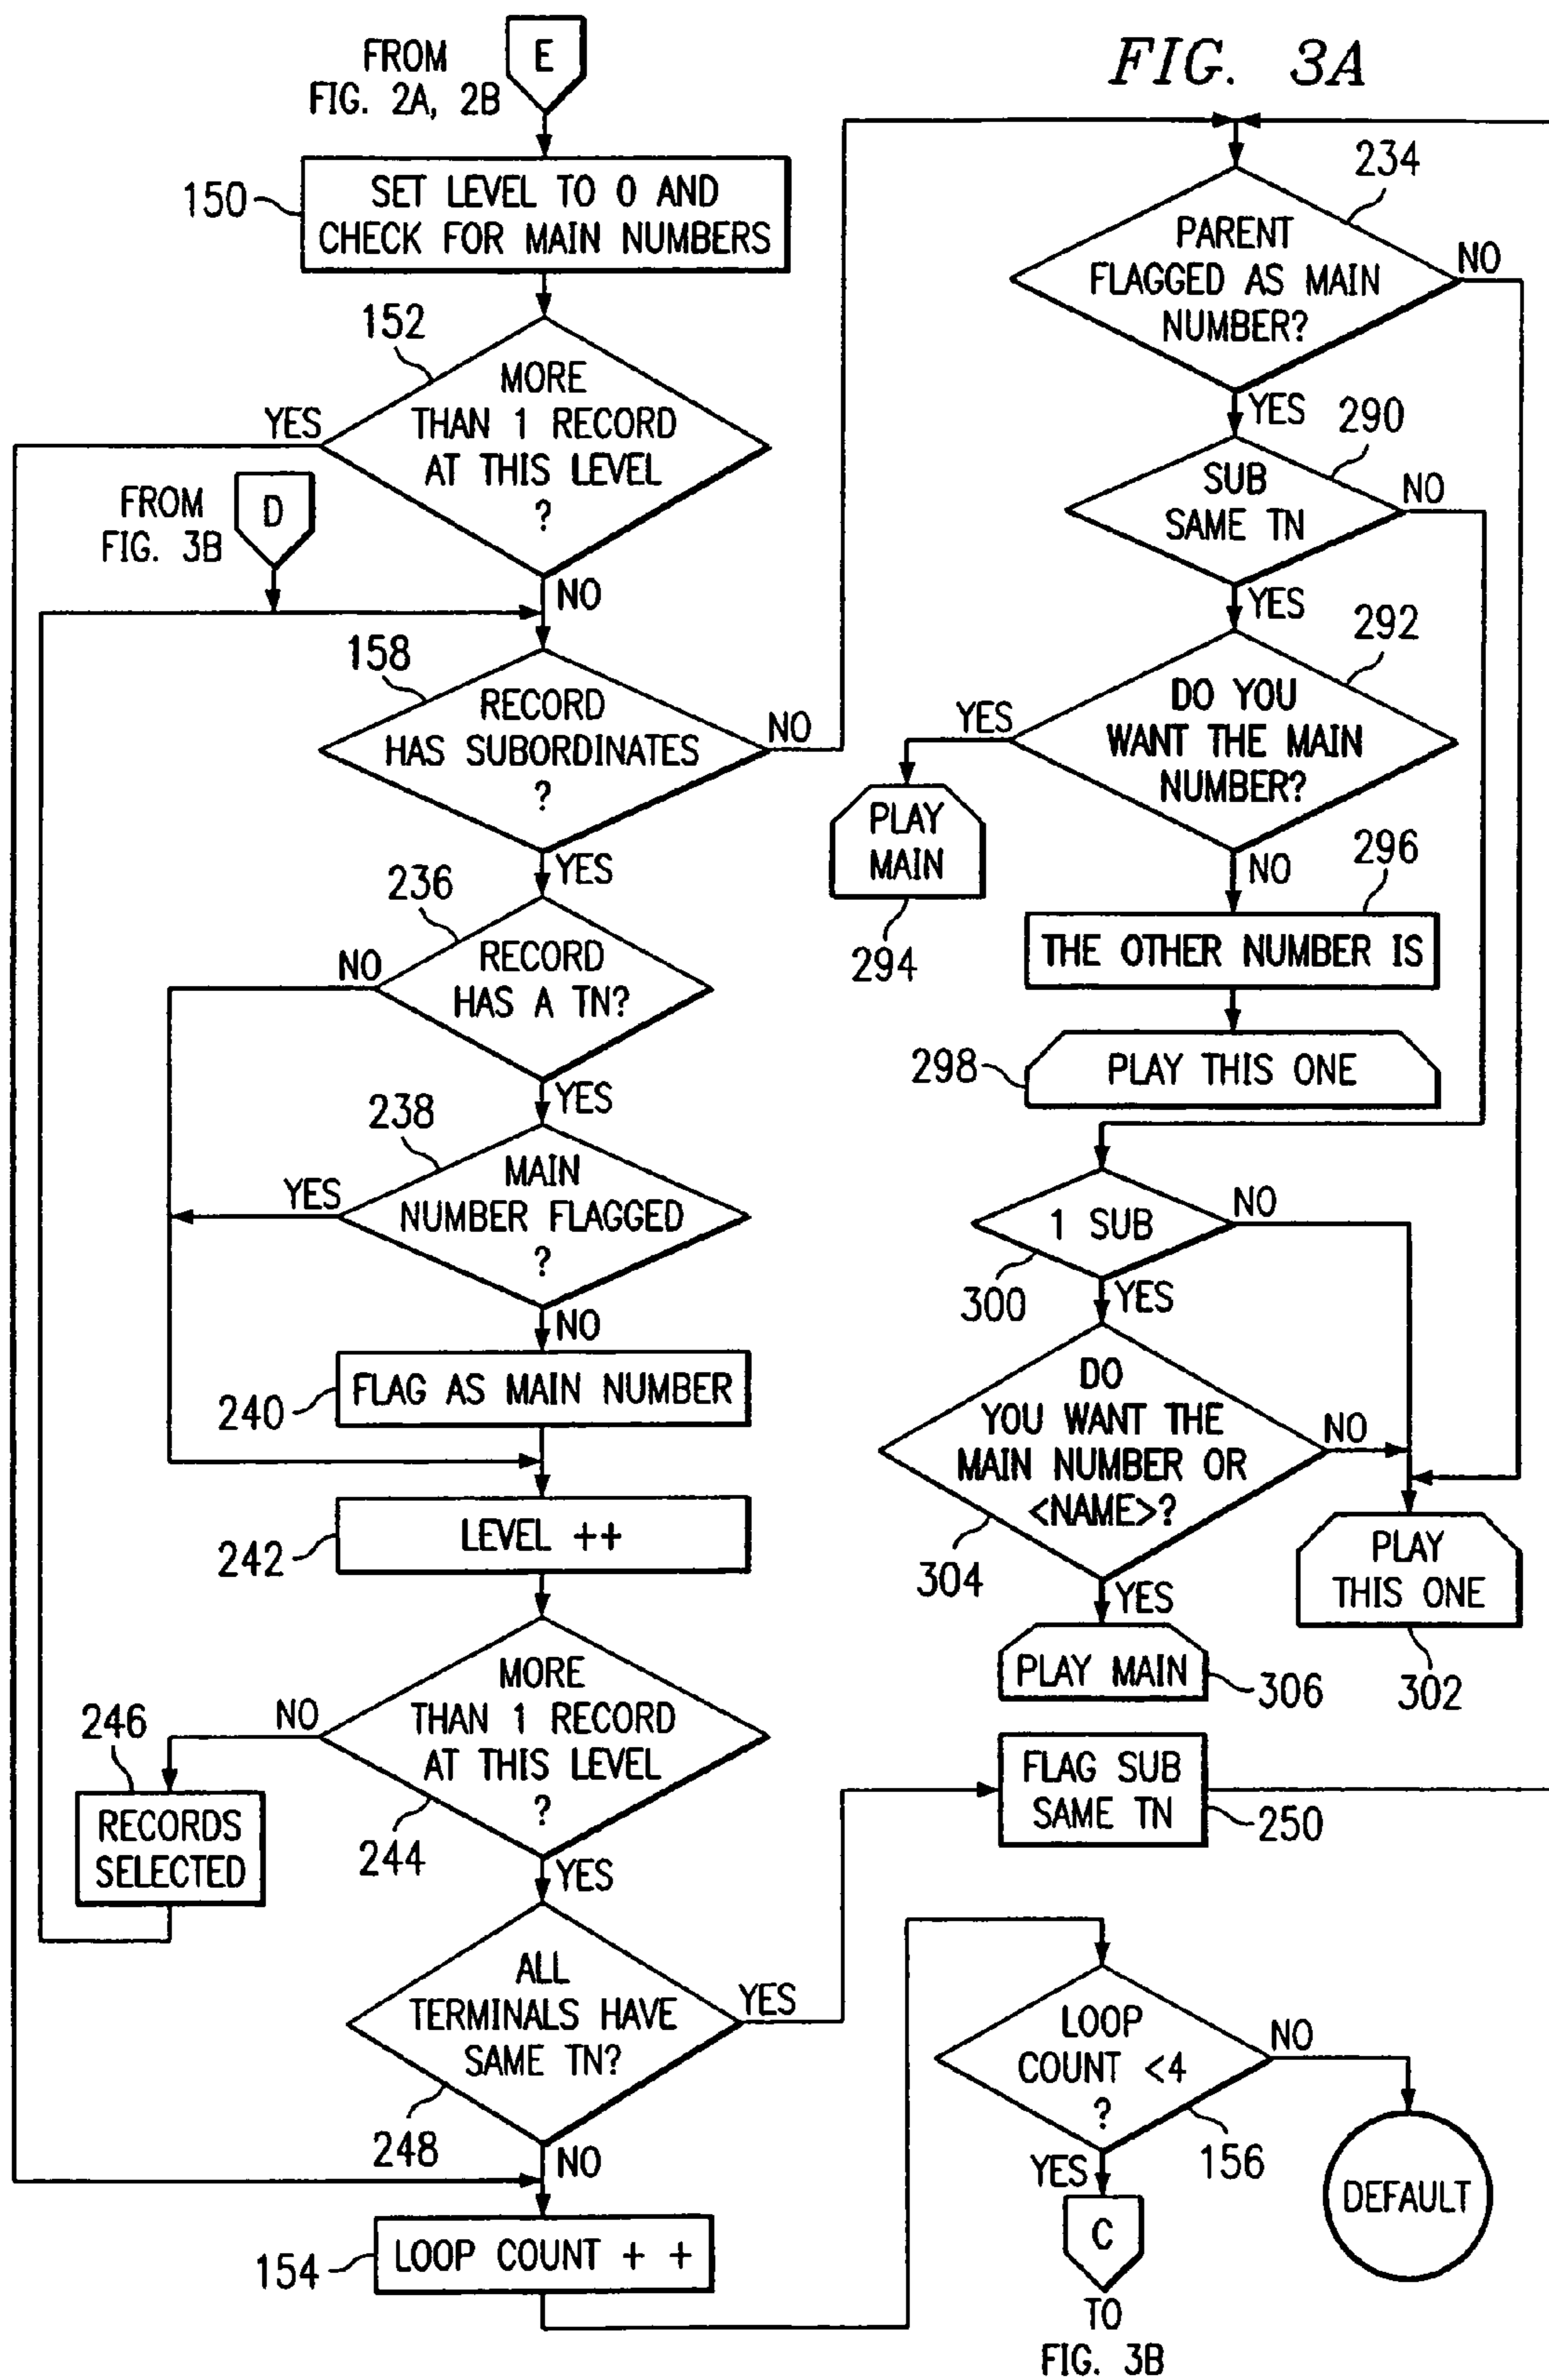 FIG. 3A
FROM
FIG. 2A, 2B
E
150
SET LEVEL TO 0 AND
CHECK FOR MAIN NUMBERS
152
MORE
THAN 1 RECORD
AT THIS LEVEL
?
YES
NO
FROM
FIG. 3B
D
158
RECORD
HAS SUBORDINATES
?
NO
YES
236
RECORD
HAS A TN?
NO
YES
238
MAIN
NUMBER FLAGGED
?
YES
NO
240
FLAG AS MAIN NUMBER
242
LEVEL ++
MORE
THAN 1 RECORD
AT THIS LEVEL
?
244
NO
YES
246
RECORDS
SELECTED
ALL
TERMINALS HAVE
SAME TN?
248
YES
NO
154
LOOP COUNT + +
234
PARENT
FLAGGED AS MAIN
NUMBER?
NO
YES
290
SUB
SAME TN
NO
YES
292
DO YOU
WANT THE MAIN
NUMBER?
YES
NO
PLAY
MAIN
294
296
THE OTHER NUMBER IS
298
PLAY THIS ONE
1 SUB
300
NO
YES
DO
YOU WANT THE
MAIN NUMBER OR
<NAME>?
304
NO
YES
PLAY
THIS ONE
302
PLAY MAIN
306
FLAG SUB
SAME TN
250
LOOP
COUNT <4
?
156
NO
YES
DEFAULT
C
TO
FIG. 3B